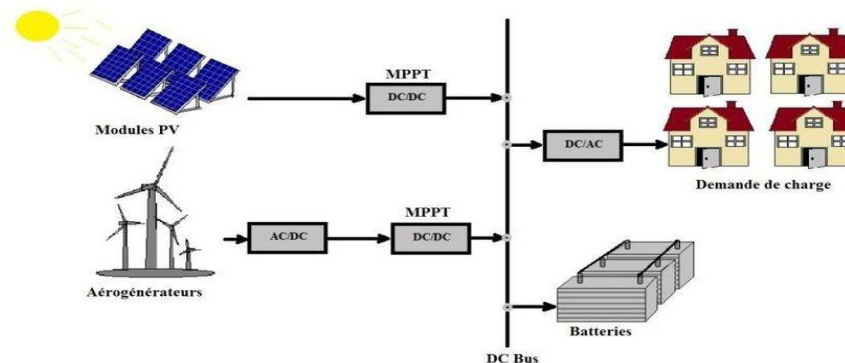 MPPT
DC/DC
Modules PV
DC/AC
Demande de charge
MPPT
AC/DC
DC/DC
Aérogénérateurs
Batteries
DC Bus